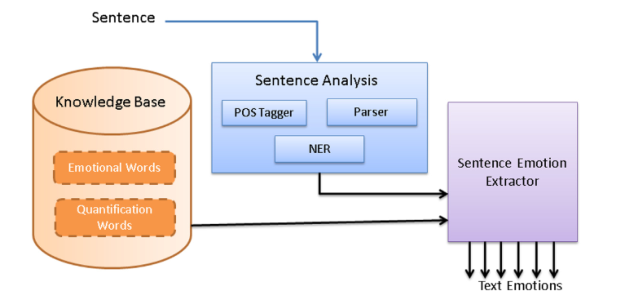 Sentence
Sentence Analysis
POS Tagger
Parser
NER
Knowledge Base
Emotional Words
Quantification
Words
Sentence Emotion
Extractor
Text Emotions